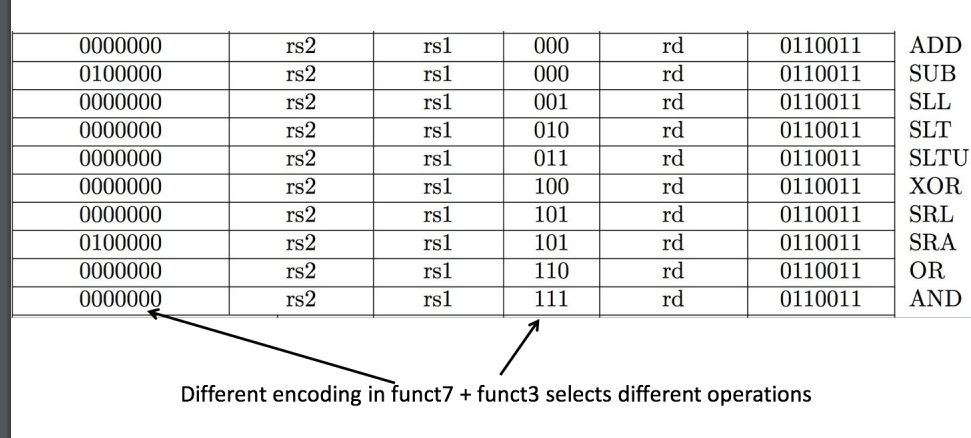 0000000 rs2 rs1 000 rd 0110011 ADD
0100000 rs2 rs1 000 rd 0110011 SUB
0000000 rs2 rs1 001 rd 0110011 SLL
0000000 rs2 rs1 010 rd 0110011 SLT
0000000 rs2 rs1 011 rd 0110011 SLTU
0000000 rs2 rs1 100 rd 0110011 XOR
0000000 rs2 rs1 101 rd 0110011 SRL
0100000 rs2 rs1 101 rd 0110011 SRA
0000000 rs2 rs1 110 rd 0110011 OR
0000000 rs2 rs1 111 rd 0110011 AND
Different encoding in funct7 + funct3 selects different operations